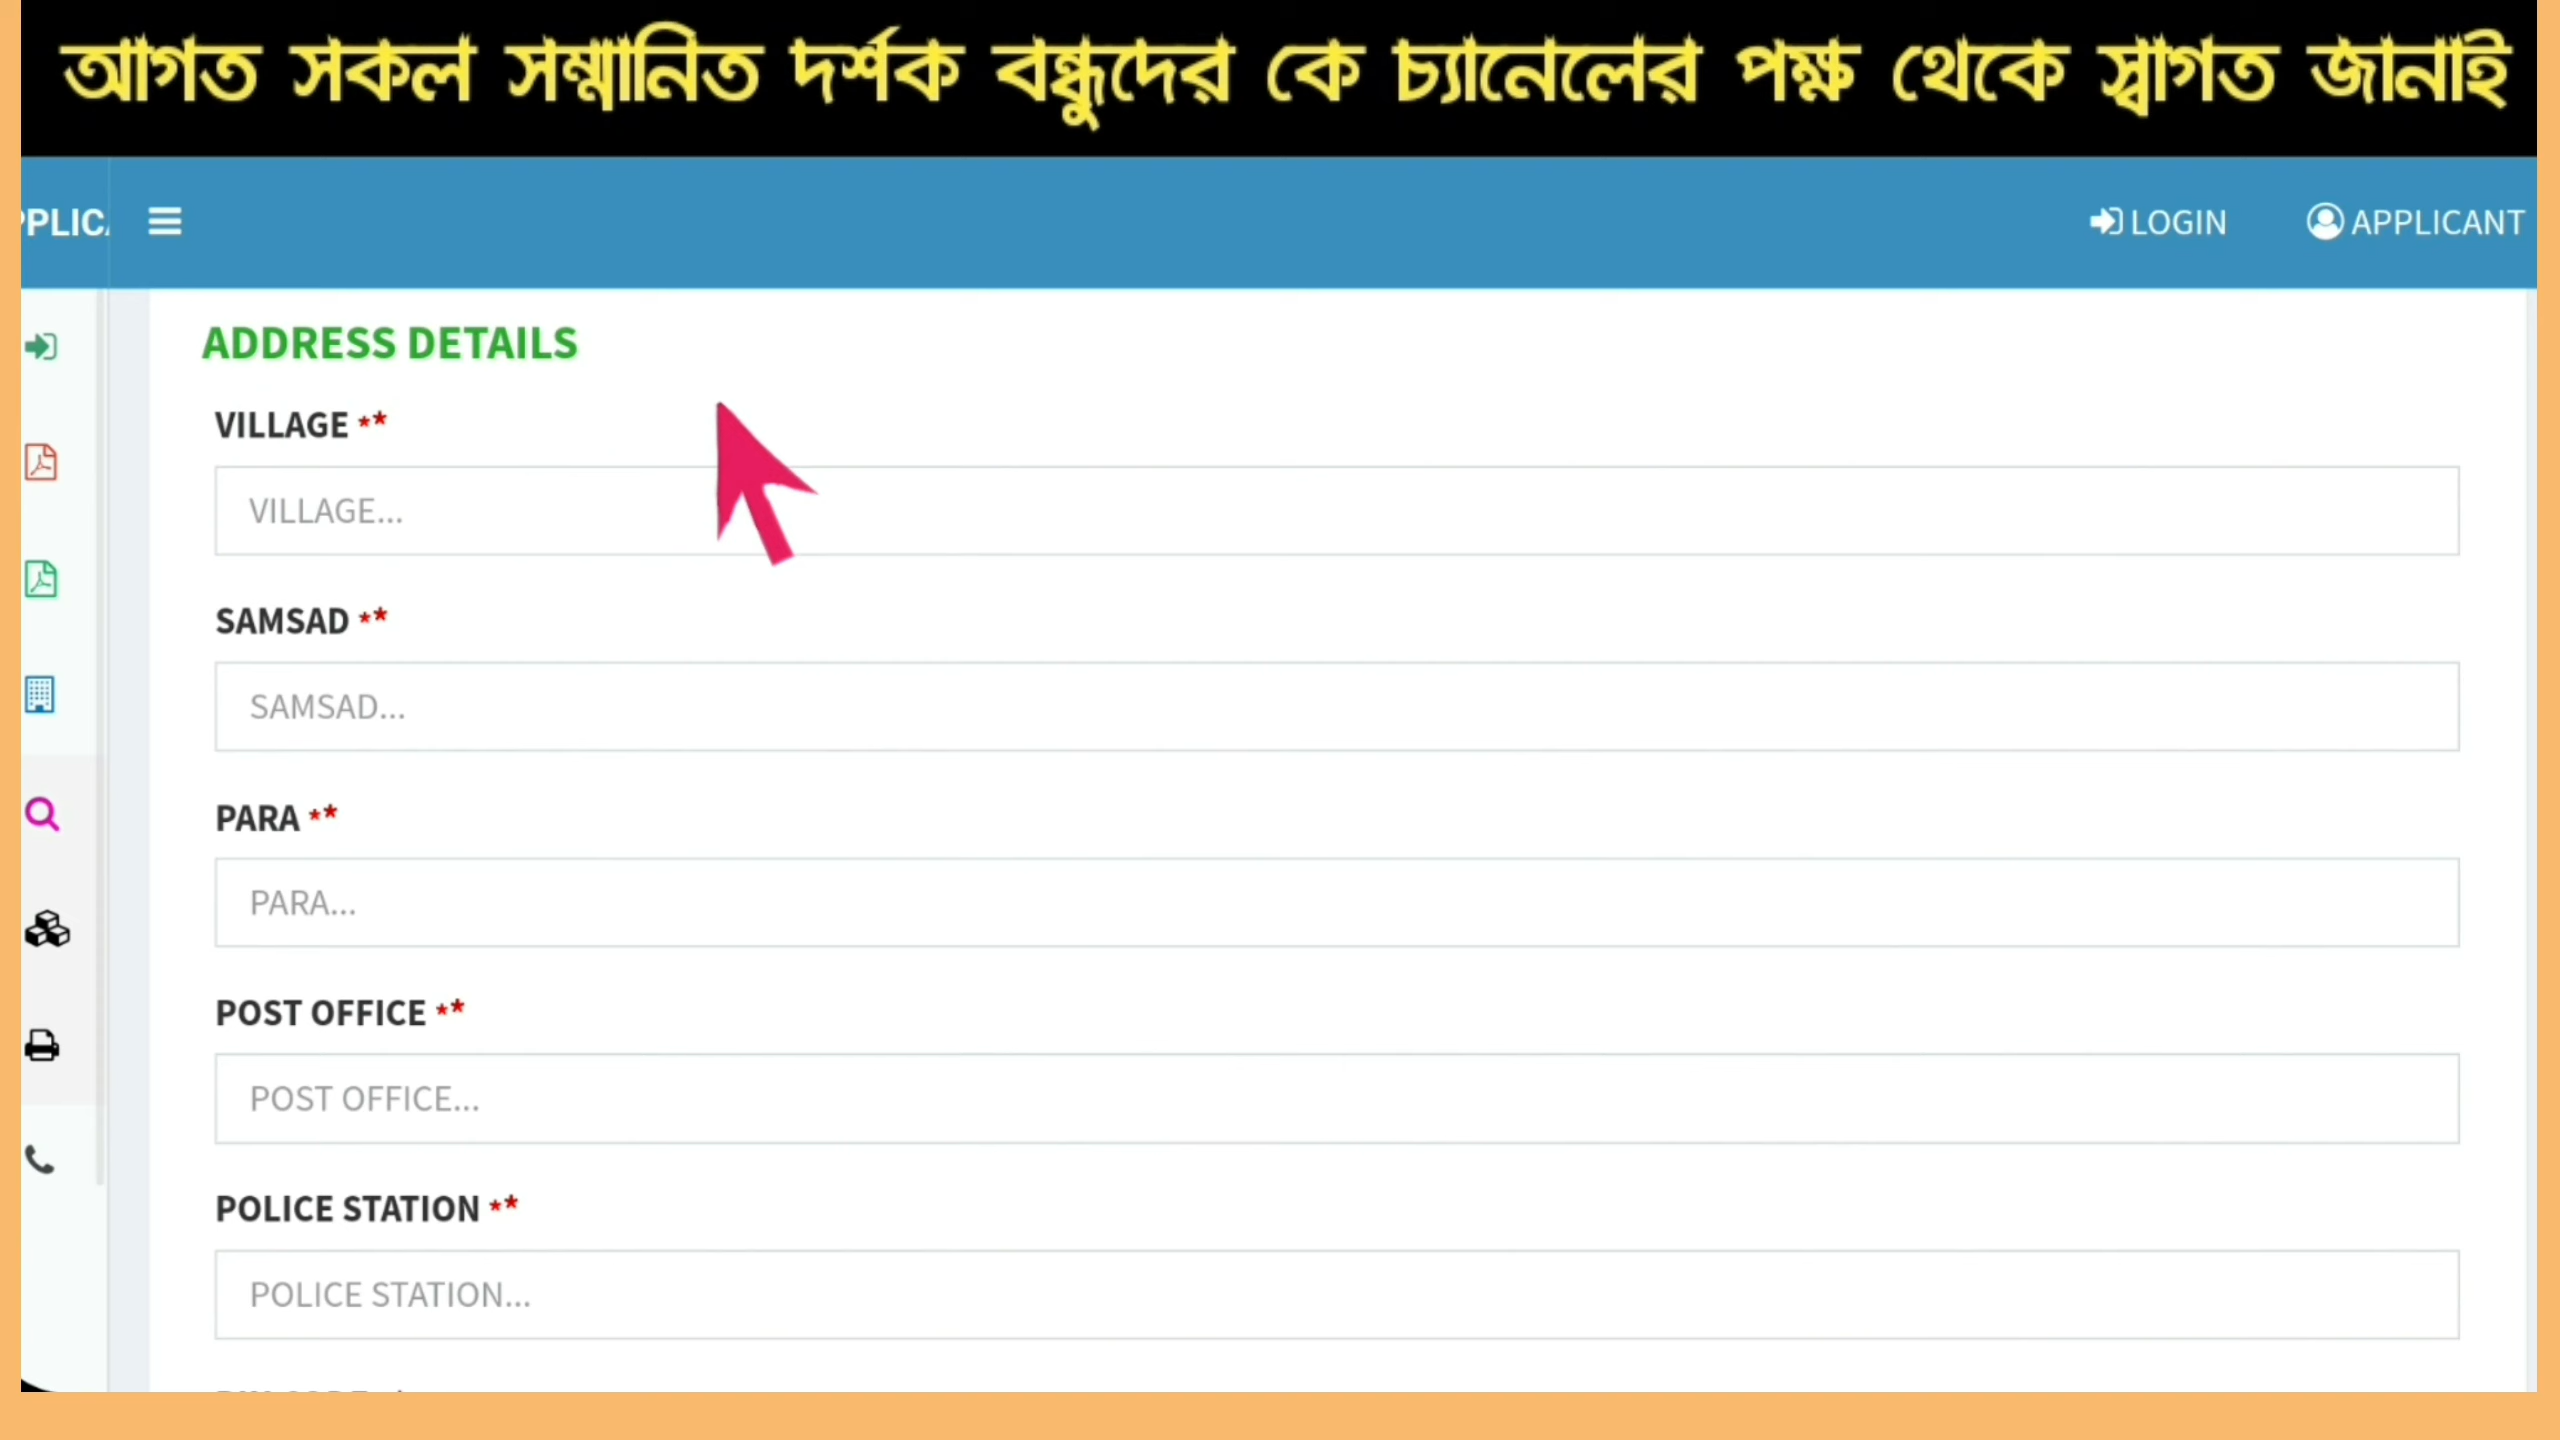 আগত সকল সম্মানিত দর্শক বন্ধুদের কে চ্যানেলের পক্ষ থেকে স্বাগত জানাই
LOGIN APPLICANT
ADDRESS DETAILS
VILLAGE **
VILLAGE...
SAMSAD **
SAMSAD...
PARA **
PARA...
POST OFFICE **
POST OFFICE...
POLICE STATION **
POLICE STATION...